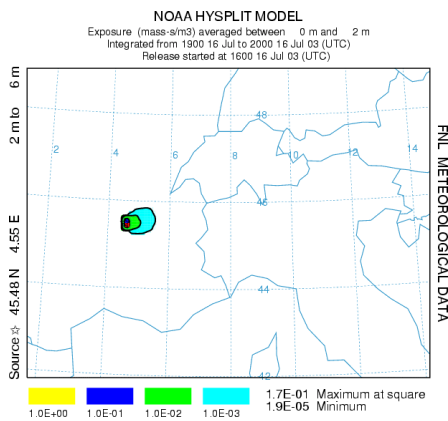 NOAA HYSPLIT MODEL
Exposure (mass-s/m3) averaged between 0 m and 2 m
Integrated from 1900 16 Jul to 2000 16 Jul 03 (UTC)
Release started at 1600 16 Jul 03 (UTC)
Source ☆ 45.48 N 4.55 E 2 m to 6 m
FNL METEOROLOGICAL DATA
48
2 4 6 8 10 12 14
44
42
1.0E+00 1.0E-01 1.0E-02 1.0E-03
1.7E-01 Maximum at square
1.9E-05 Minimum